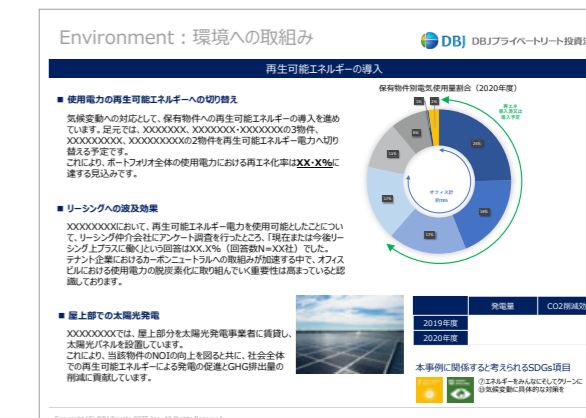 Environment：環境への取組み
DBJ DBJプライベートリート投資法
再生可能エネルギーの導入
■ 使用電力の再生可能エネルギーへの切り替え
気候変動への対応として、保有物件への再生可能エネルギーの導入を進め
ています。足元では、XXXXXXX、XXXXXXX・XXXXXXXの3物件、
XXXXXXXXX、XXXXXXXXXの2物件を再生可能エネルギー電力へ切り
替える予定です。
これにより、ポートフォリオ全体の使用電力における再エネ化率はXX・X%に
達する見込みです。
保有物件別電気使用量割合（2020年度）
再エネ
導入済又は
導入予定
オフィス計
■ リーシングへの波及効果
XXXXXXXXにおいて、再生可能エネルギー電力を使用可能としたことについ
て、リーシング仲介会社にアンケート調査を行ったところ、「現在または今後リー
シング上プラスに働く」という回答はXX.X%（回答数N=XX社）でした。
テナント企業におけるカーボンニュートラルへの取組みが加速する中で、オフィス
ビルにおける使用電力の脱炭素化に取り組んでいく重要性は高まっていると認
識しております。
■ 屋上部での太陽光発電
XXXXXXXXでは、屋上部分を太陽光発電事業者に賃貸し、
太陽光パネルを設置しています。
これにより、当該物件のNOIの向上を図ると共に、社会全体
での再生可能エネルギーによる発電の促進とGHG排出量の
削減に貢献しています。
発電量 CO2削減効
2019年度
2020年度
本事例に関係すると考えられるSDGs項目
⑦エネルギーをみんなにそしてクリーンに
⑬気候変動に具体的な対策を